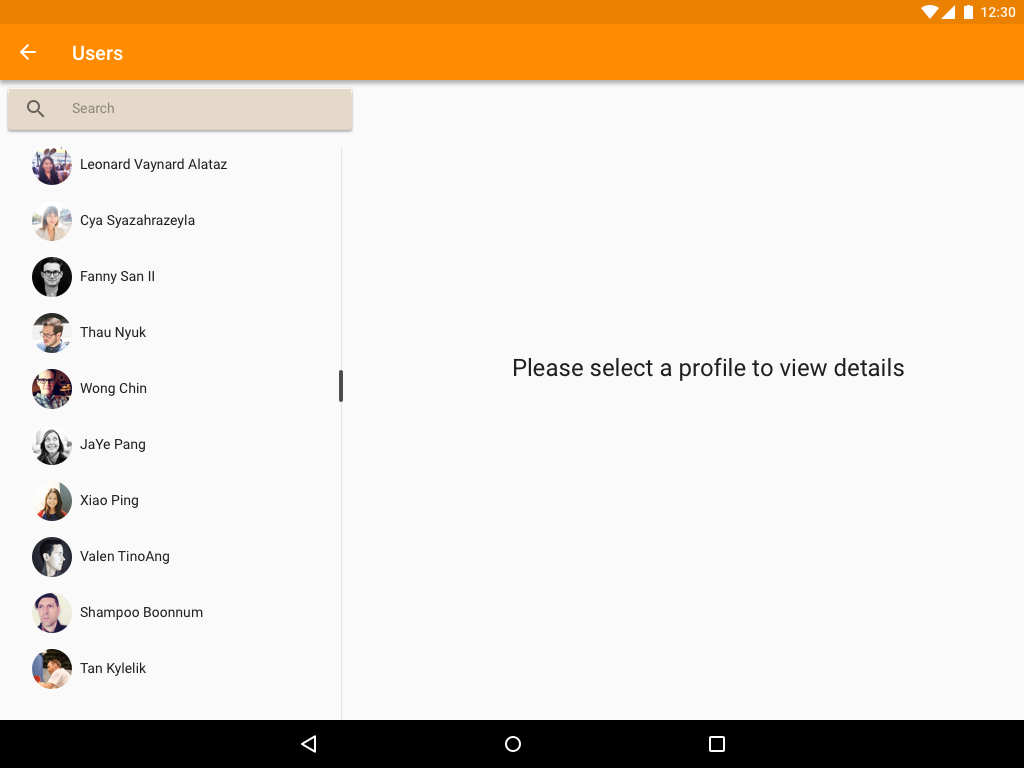 12:30
Users
Search
Leonard Vaynard Alataz
Cya Syazahrazeyla
Fanny San II
Thau Nyuk
Wong Chin
JaYe Pang
Xiao Ping
Valen TinoAng
Shampoo Boonnum
Tan Kylelik
Please select a profile to view details